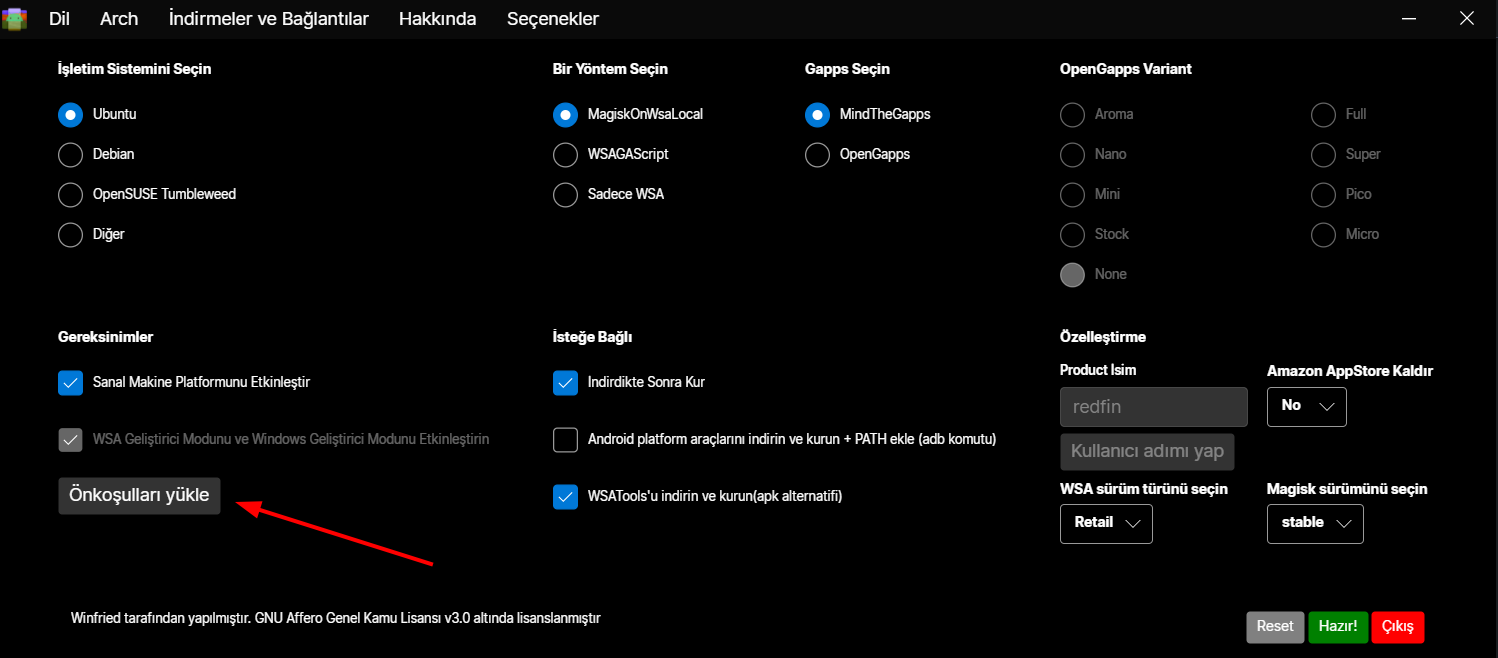 Dil Arch İndirmeler ve Bağlantılar Hakkında Seçenekler
İşletim Sistemini Seçin
Ubuntu
Debian
OpenSUSE Tumbleweed
Diğer
Bir Yöntem Seçin
MagiskOnWsaLocal
WSAGAScript
Sadece WSA
Gapps Seçin
MindTheGapps
OpenGapps
OpenGapps Variant
Aroma
Nano
Mini
Stock
None
Full
Super
Pico
Micro
Gereksinimler
Sanal Makine Platformunu Etkinleştir
WSA Geliştirici Modunu ve Windows Geliştirici Modunu Etkinleştirin
Önkoşulları yükle
İsteğe Bağlı
Indirdikte Sonra Kur
Android platform araçlarını indirin ve kurun + PATH ekle (adb komutu)
WSATools'u indirin ve kurun(apk alternatifi)
Özelleştirme
Product Isim
redfin
Kullanıcı adımı yap
Amazon AppStore Kaldır
No
WSA sürüm türünü seçin
Retail
Magisk sürümünü seçin
stable
Winfried tarafından yapılmıştır. GNU Affero Genel Kamu Lisansı v3.0 altında lisanslanmıştır
Reset Hazır! Çıkış